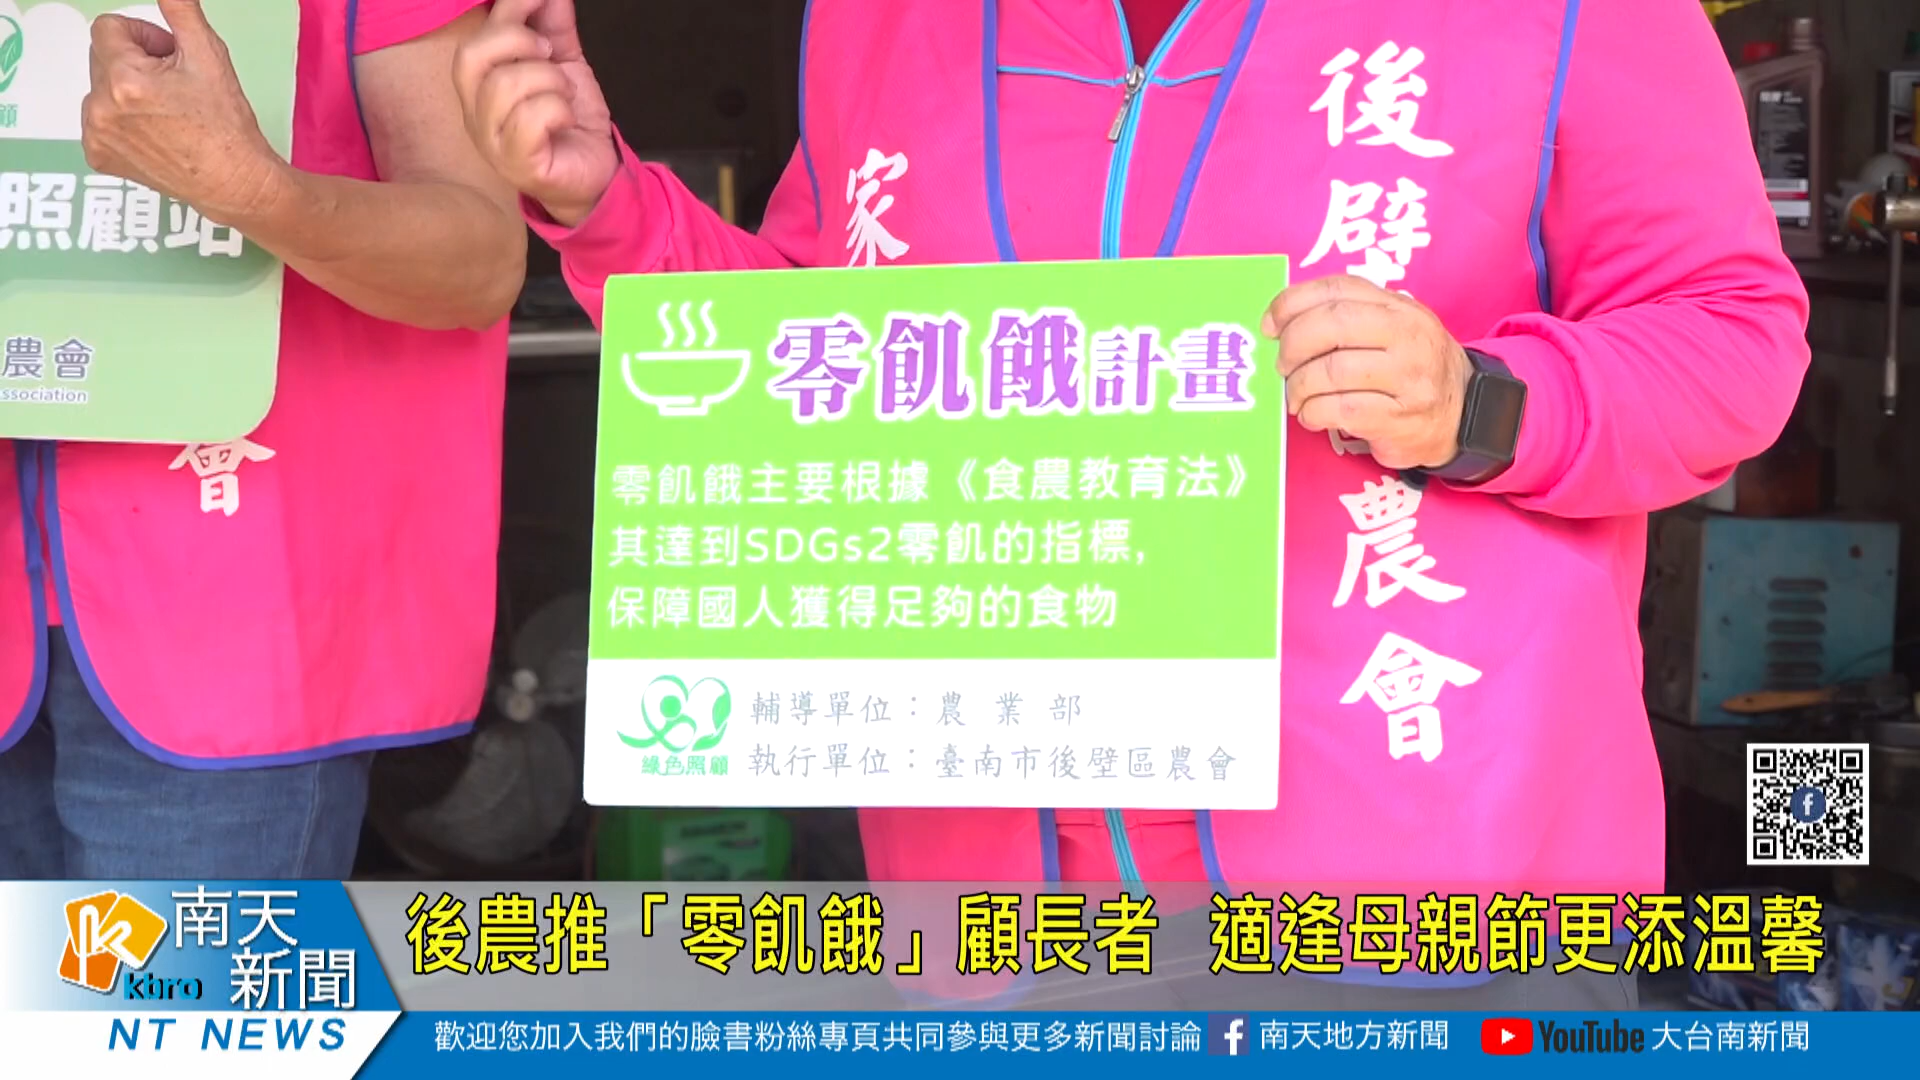 顧
照顧站
農會
ssociation
會
家
後壁農會
零飢餓計畫
零飢餓主要根據《食農教育法》
其達到SDGs2零飢的指標,
保障國人獲得足夠的食物
綠色照顧
輔導單位：農業部
執行單位：臺南市後壁區農會
kbro
南天
新聞
NT NEWS
後農推「零飢餓」顧長者 適逢母親節更添溫馨
歡迎您加入我們的臉書粉絲專頁共同參與更多新聞討論 f 南天地方新聞 YouTube 大台南新聞